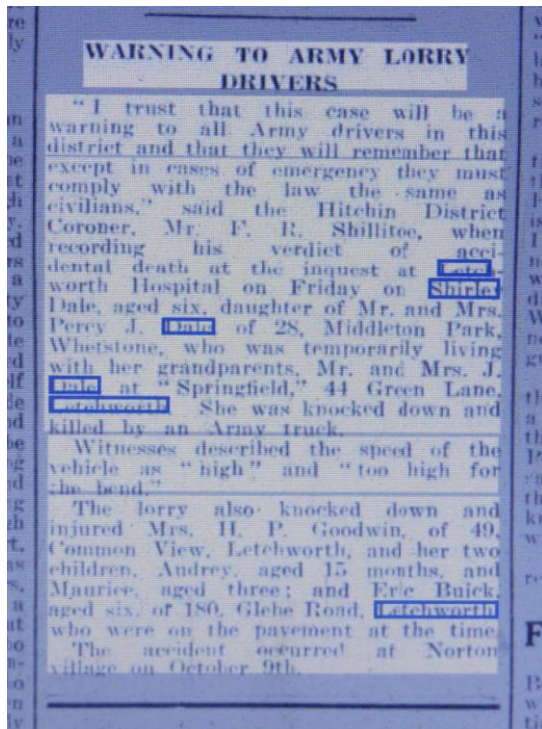 WARNING TO ARMY LORRY
DRIVERS
"I trust that this case will be a
warning to all Army drivers in this
district and that they will remember that
except in cases of emergency they must
comply with the law the same as
civilians," said the Hitchin District
Coroner, Mr. F. R. Shillitoe, when
recording his verdict of acci-
dental death at the inquest at Letch-
worth Hospital on Friday on Shirley
Dale, aged six, daughter of Mr. and Mrs.
Percy J. Dale of 28, Middleton Park,
Whetstone, who was temporarily living
with her grandparents, Mr. and Mrs. J.
Dale at "Springfield," 44 Green Lane,
Letchworth. She was knocked down and
killed by an Army truck.
Witnesses described the speed of the
vehicle as "high" and "too high for
the bend."
The lorry also knocked down and
injured Mrs. H. P. Goodwin, of 49,
Common View, Letchworth, and her two
children, Audrey, aged 15 months, and
Maurice, aged three; and Eric Buick,
aged six, of 180, Glebe Road, Letchworth
who were on the pavement at the time.
The accident occurred at Norton
village on October 9th.